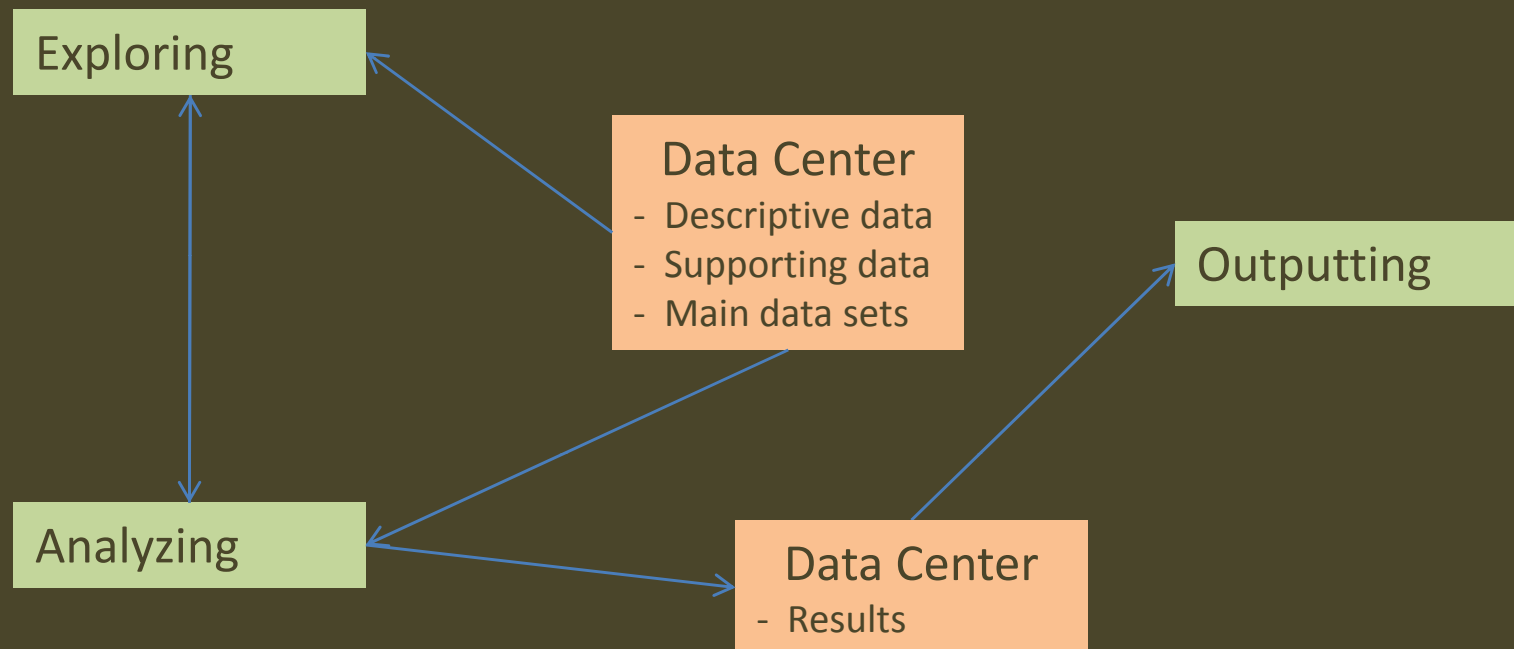 Exploring
Data Center
- Descriptive data
- Supporting data
- Main data sets
Outputting
Analyzing
Data Center
- Results